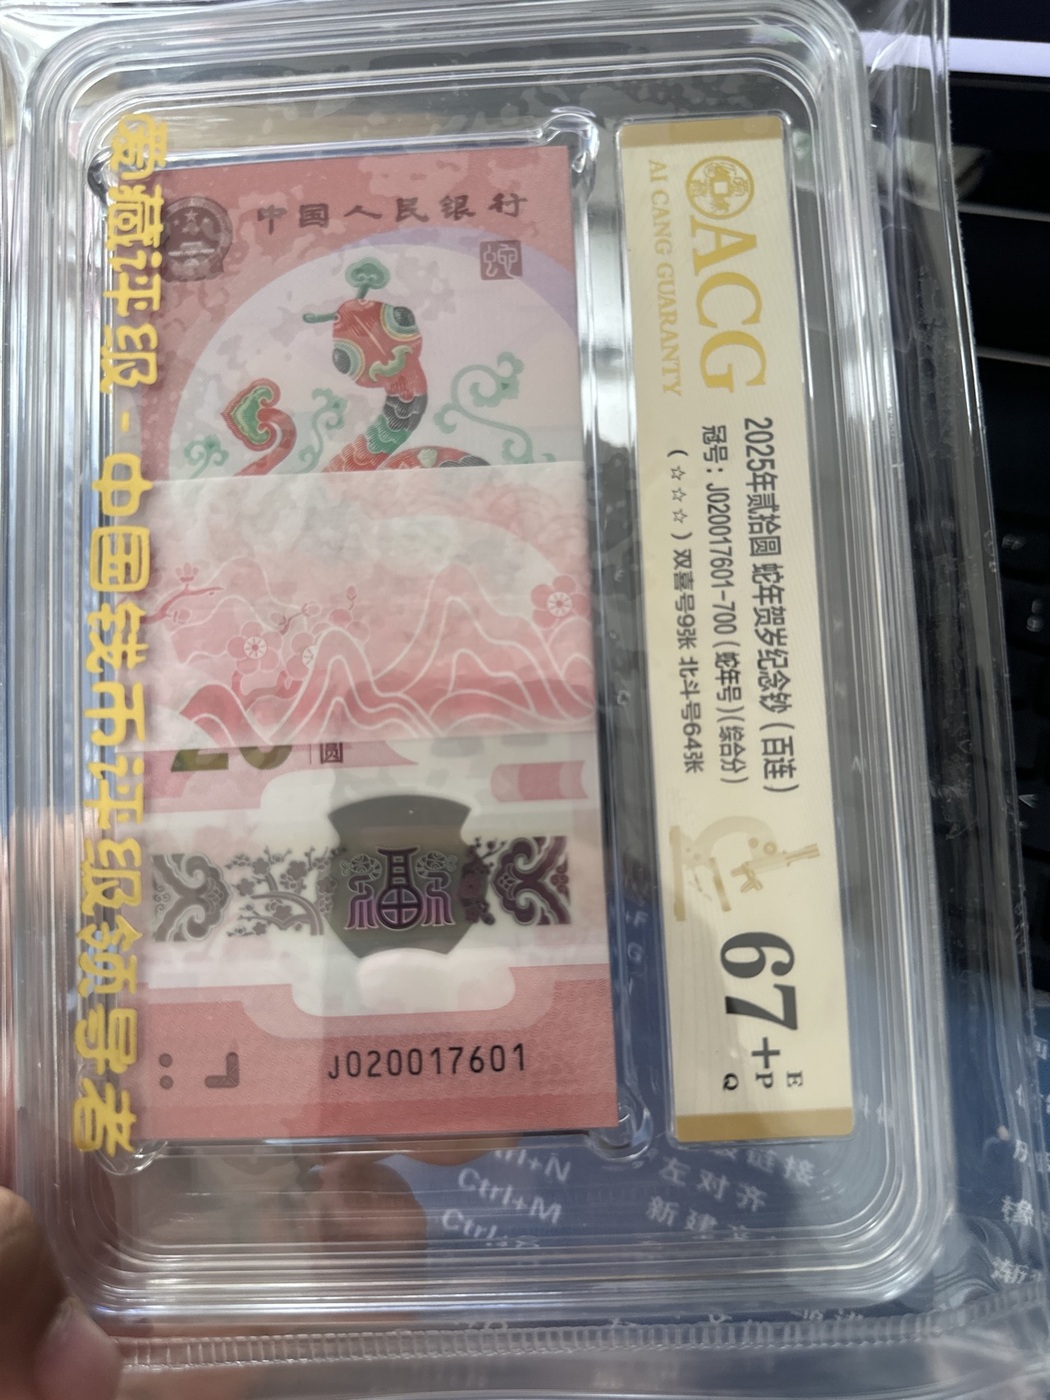 爱藏评级-中国钱币评级领导者
中国人民银行
圆
J020017601
ACG
AI CANG GUARANTY
2025年贰拾圆 蛇年贺岁纪念钞（百连）
冠号：J020017601-700（蛇年号）（综合分）
（☆☆☆）双喜号9张 北斗号64张
67+
E
P
Q
Ctrl+N
Ctrl+M
左对齐
新建